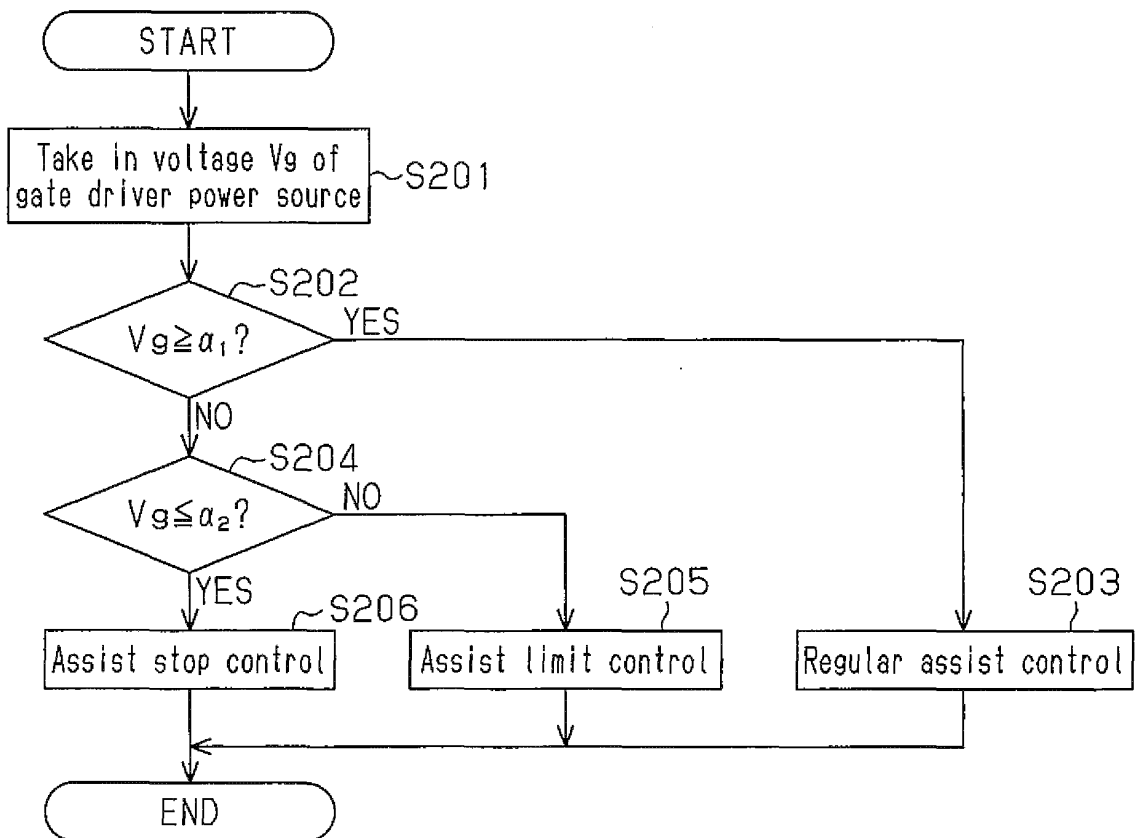 START
Take in voltage Vg of
gate driver power source
S201
S202
Vg≧α₁?
YES
NO
S204
Vg≦α₂?
NO
YES
S206
S205
S203
Assist stop control
Assist limit control
Regular assist control
END